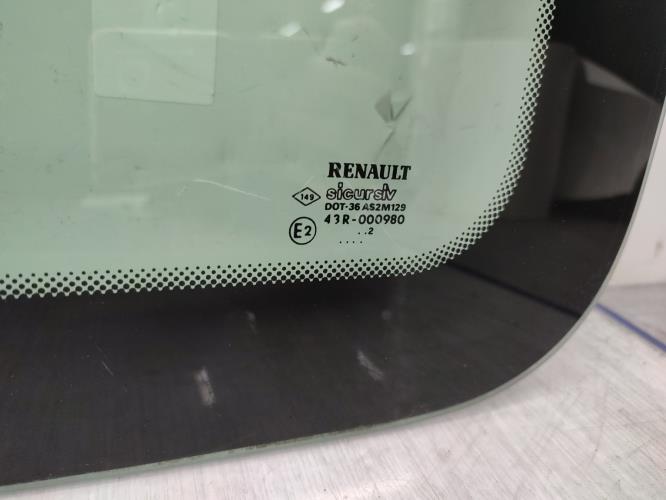 RENAULT
149 sicursiv
DOT-36 AS2M129
E2 43R-000980
..2
....